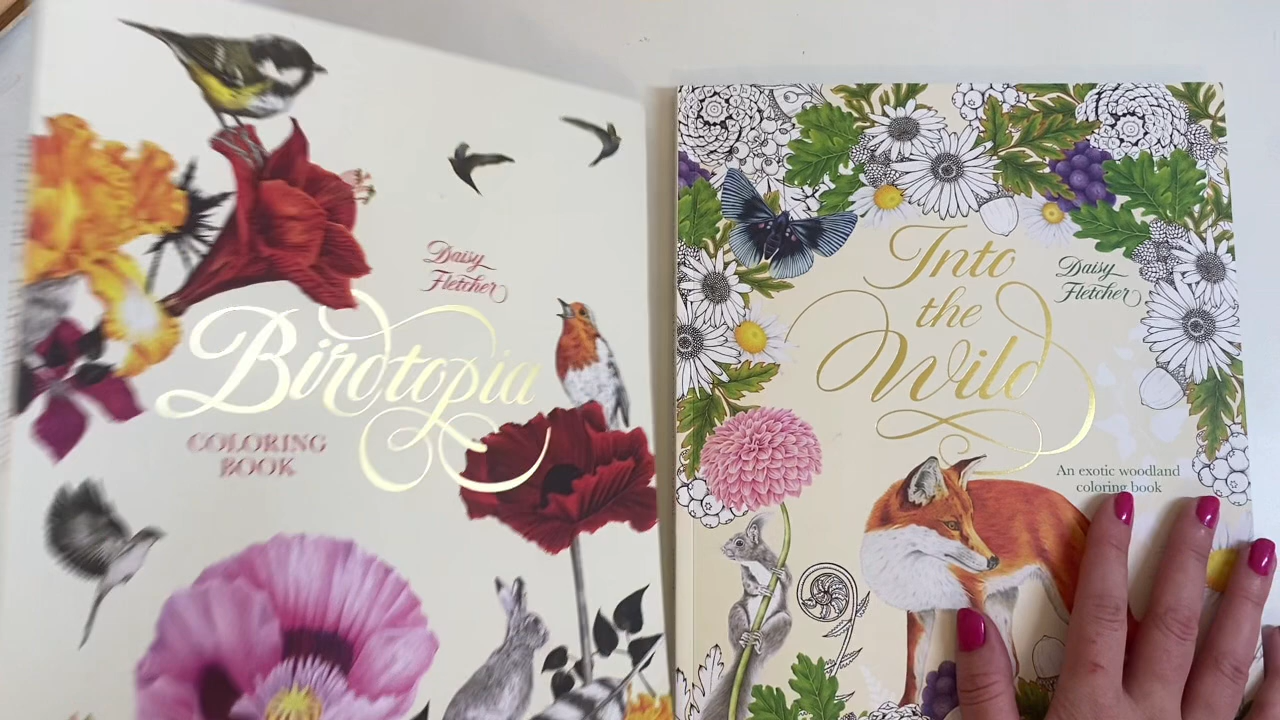 Daisy
Fletcher
Birdtopia
COLORING
BOOK
Into
the
Wild
Daisy
Fletcher
An exotic woodland
coloring book